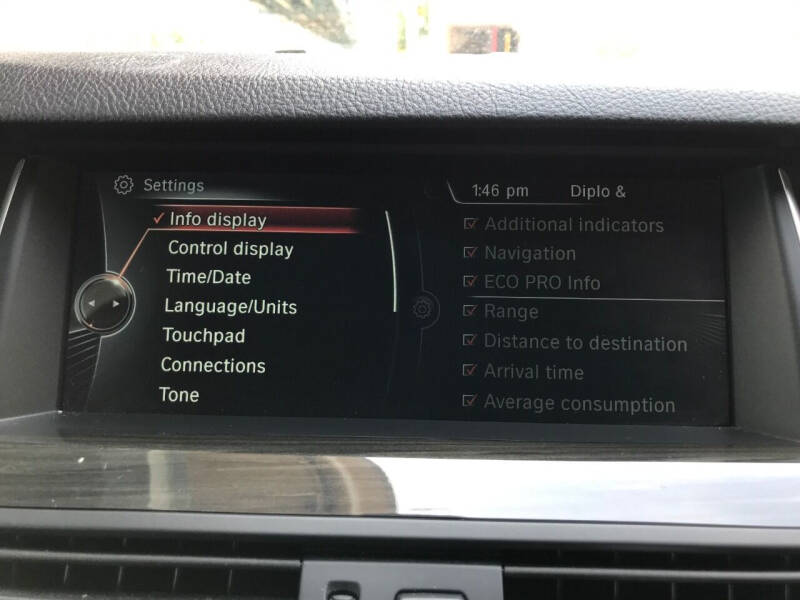 Settings
1:46 pm Diplo &
Info display
Control display
Time/Date
Language/Units
Touchpad
Connections
Tone
Additional indicators
Navigation
ECO PRO Info
Range
Distance to destination
Arrival time
Average consumption